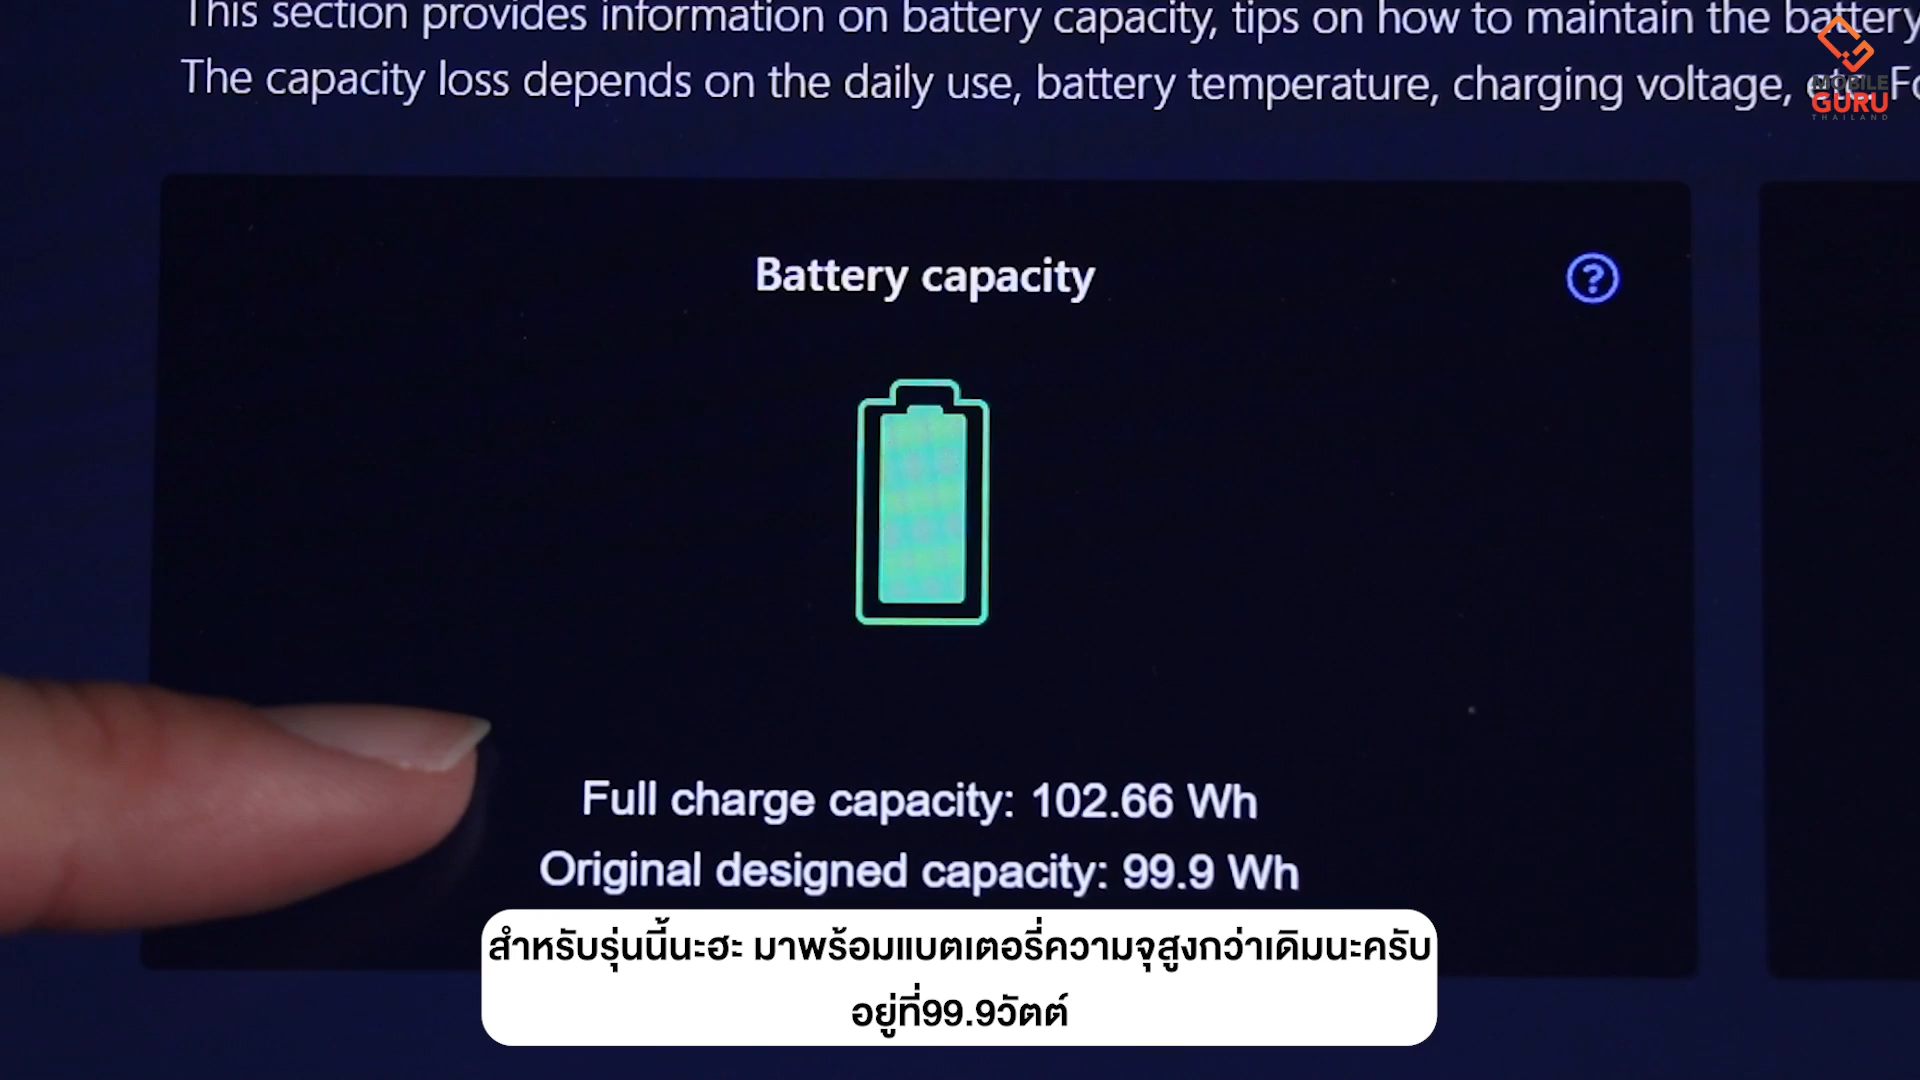 This section provides information on battery capacity, tips on how to maintain the battery
The capacity loss depends on the daily use, battery temperature, charging voltage, etc. Fo
MOBILE
GURU
THAILAND
Battery capacity
?
Full charge capacity: 102.66 Wh
Original designed capacity: 99.9 Wh
สำหรับรุ่นนี้นะฮะ มาพร้อมแบตเตอรี่ความจุสูงกว่าเดิมนะครับ
อยู่ที่99.9วัตต์